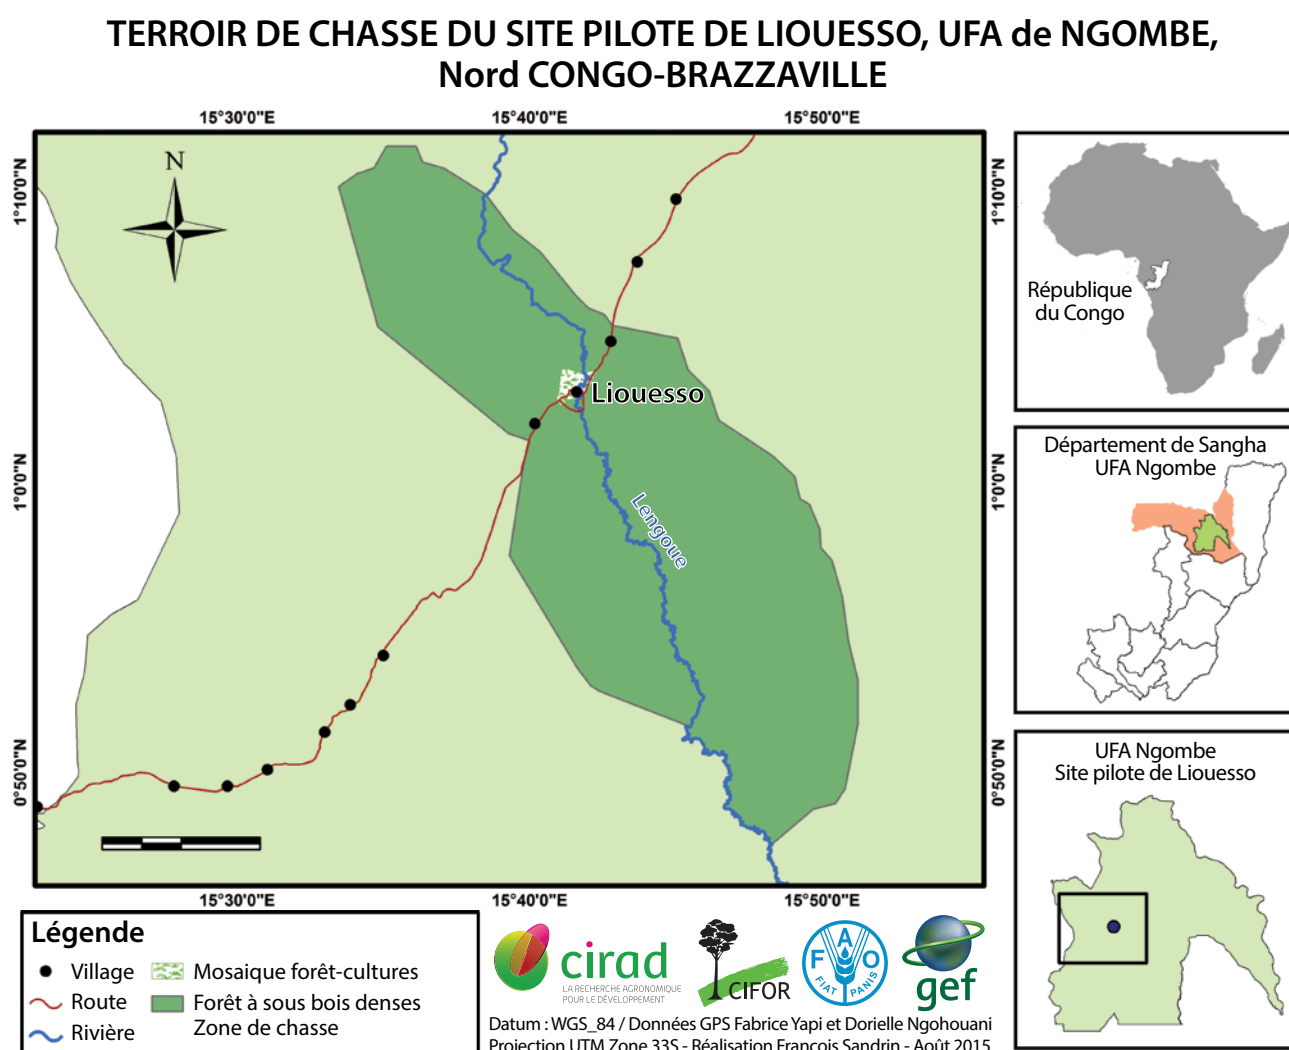 TERROIR DE CHASSE DU SITE PILOTE DE LIOUESSO, UFA de NGOMBE,
Nord CONGO-BRAZZAVILLE
15°30'0"E 15°40'0"E 15°50'0"E
1°10'0"N
1°10'0"N
N
République
du Congo
Liouesso
1°0'0"N
1°0'0"N
Lengoue
Département de Sangha
UFA Ngombe
0°50'0"N
0°50'0"N
UFA Ngombe
Site pilote de Liouesso
15°30'0"E 15°40'0"E 15°50'0"E
Légende
Village
Route
Rivière
Mosaique forêt-cultures
Forêt à sous bois denses
Zone de chasse
cirad
LA RECHERCHE AGRONOMIQUE
POUR LE DÉVELOPPEMENT
CIFOR
F A O
FIAT PANIS
gef
Datum : WGS_84 / Données GPS Fabrice Yapi et Dorielle Ngohouani
Projection UTM Zone 33S - Réalisation François Sandrin - Août 2015